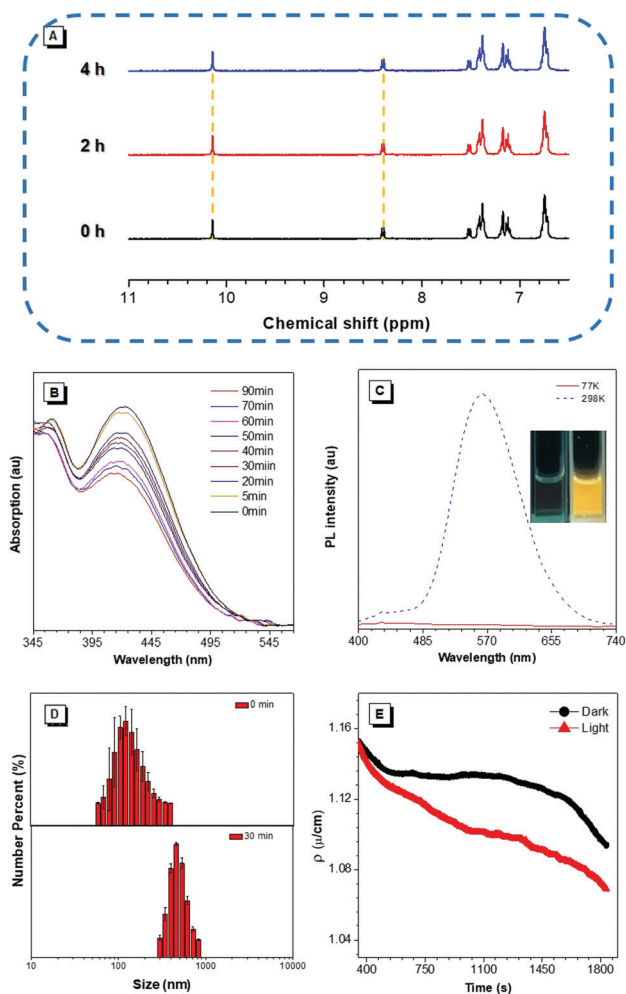 A
4 h
2 h
0 h
11 10 9 8 7
Chemical shift (ppm)
B
90min
70min
60min
50min
40min
30miin
20min
5min
0min
Absorption (au)
345 395 445 495 545
Wavelength (nm)
C
77K
298K
PL intensity (au)
400 485 570 655 740
Wavelength (nm)
D
0 min
30 min
Number Percent (%)
10 100 1000 10000
Size (nm)
E
Dark
Light
1.16
1.12
1.08
1.04
ρ (μ/cm)
400 750 1100 1450 1800
Time (s)